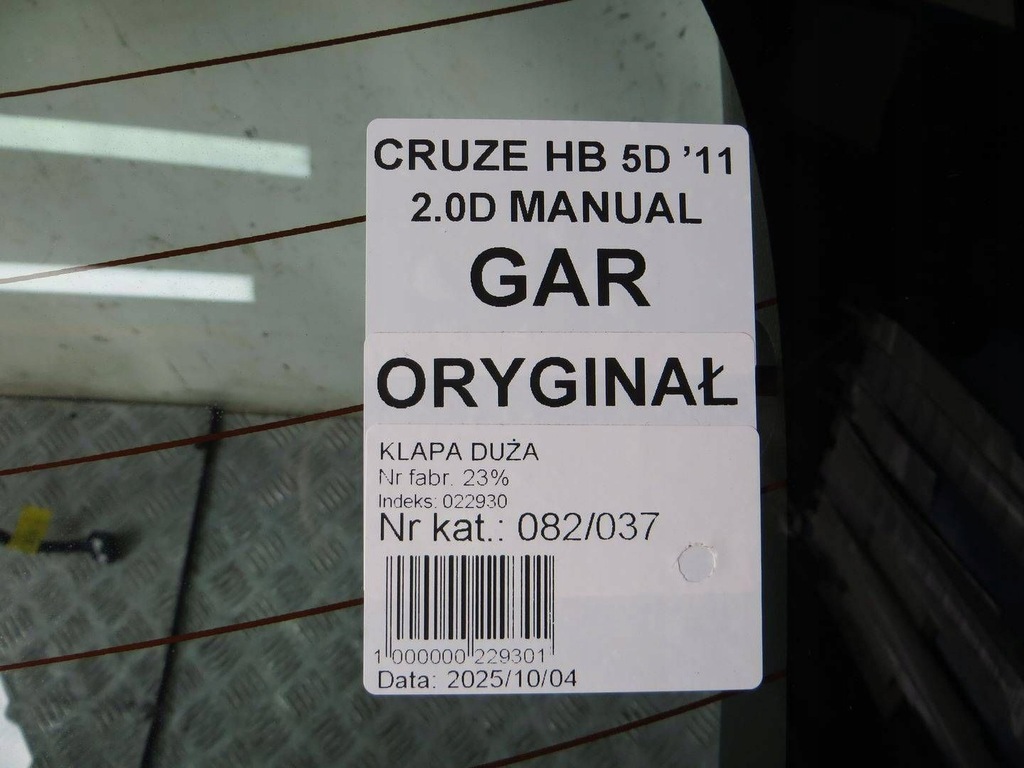 CRUZE HB 5D ’11
2.0D MANUAL
GAR
ORYGINAŁ
KLAPA DUŻA
Nr fabr. 23%
Indeks: 022930
Nr kat.: 082/037
1 000000 229301
Data: 2025/10/04